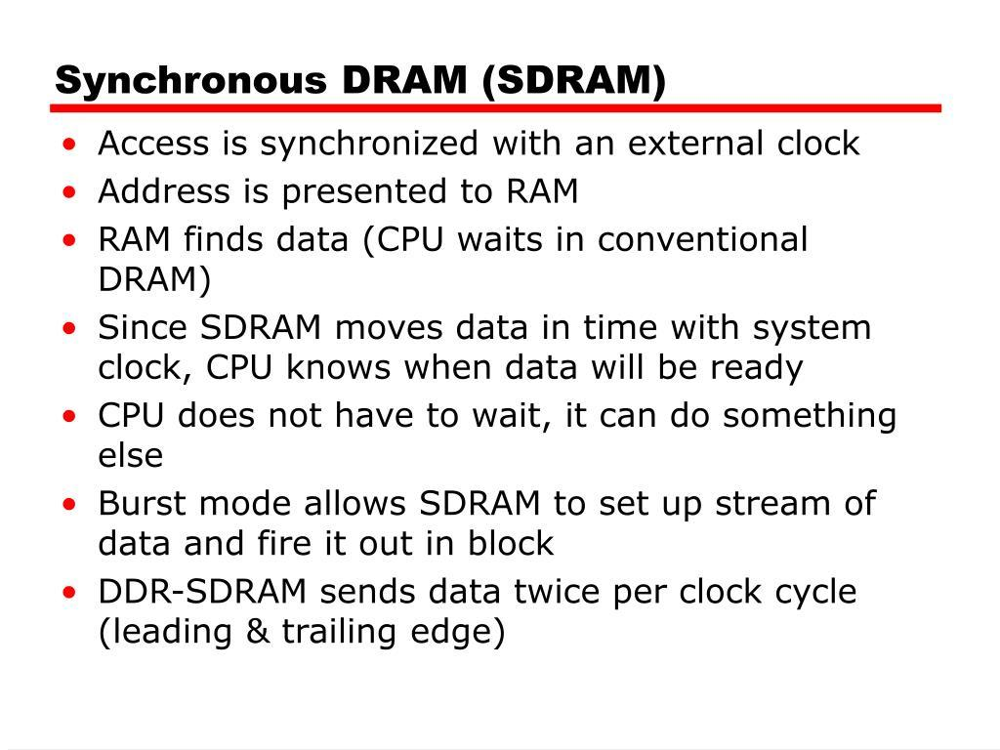 Synchronous DRAM (SDRAM)
• Access is synchronized with an external clock
• Address is presented to RAM
• RAM finds data (CPU waits in conventional
DRAM)
• Since SDRAM moves data in time with system
clock, CPU knows when data will be ready
• CPU does not have to wait, it can do something
else
• Burst mode allows SDRAM to set up stream of
data and fire it out in block
• DDR-SDRAM sends data twice per clock cycle
(leading & trailing edge)